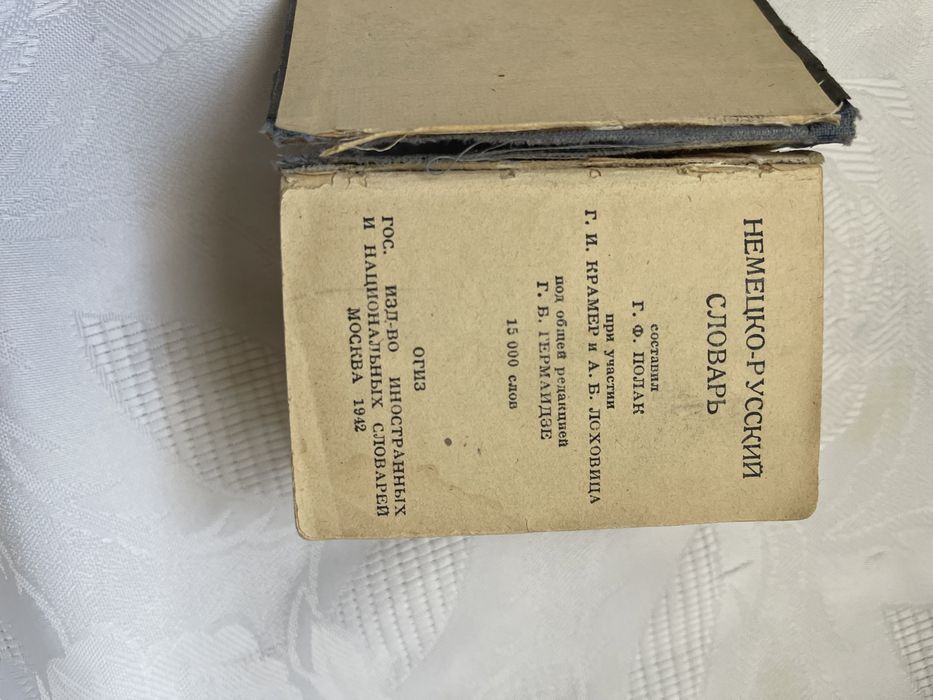 НЕМЕЦКО-РУССКИЙ
СЛОВАРЬ
составил
Г. Ф. ПОЛАК
при участии
Г. И. КРАМЕР и А. Б. ЛОХОВИЦА
под общей редакцией
Г. Б. ГЕРМАИДЗЕ
15 000 слов
ОГИЗ
ГОС. ИЗД-ВО ИНОСТРАННЫХ
И НАЦИОНАЛЬНЫХ СЛОВАРЕЙ
МОСКВА 1942